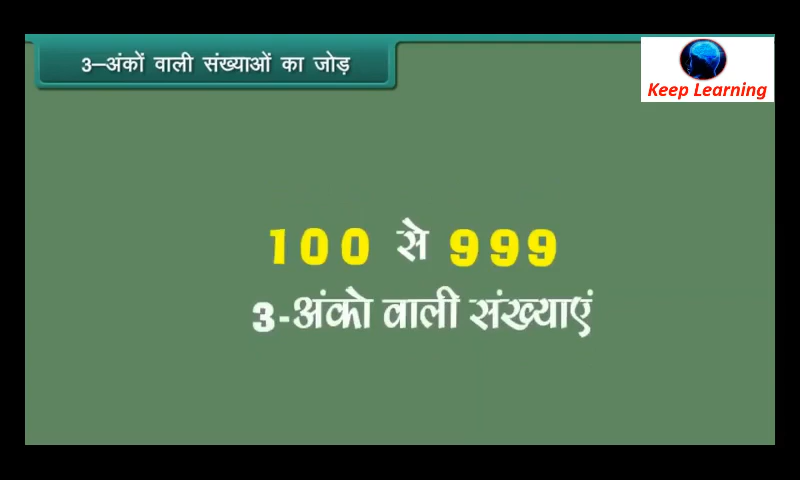 3–अंकों वाली संख्याओं का जोड़
Keep Learning
100 से 999
3-अंको वाली संख्याएं